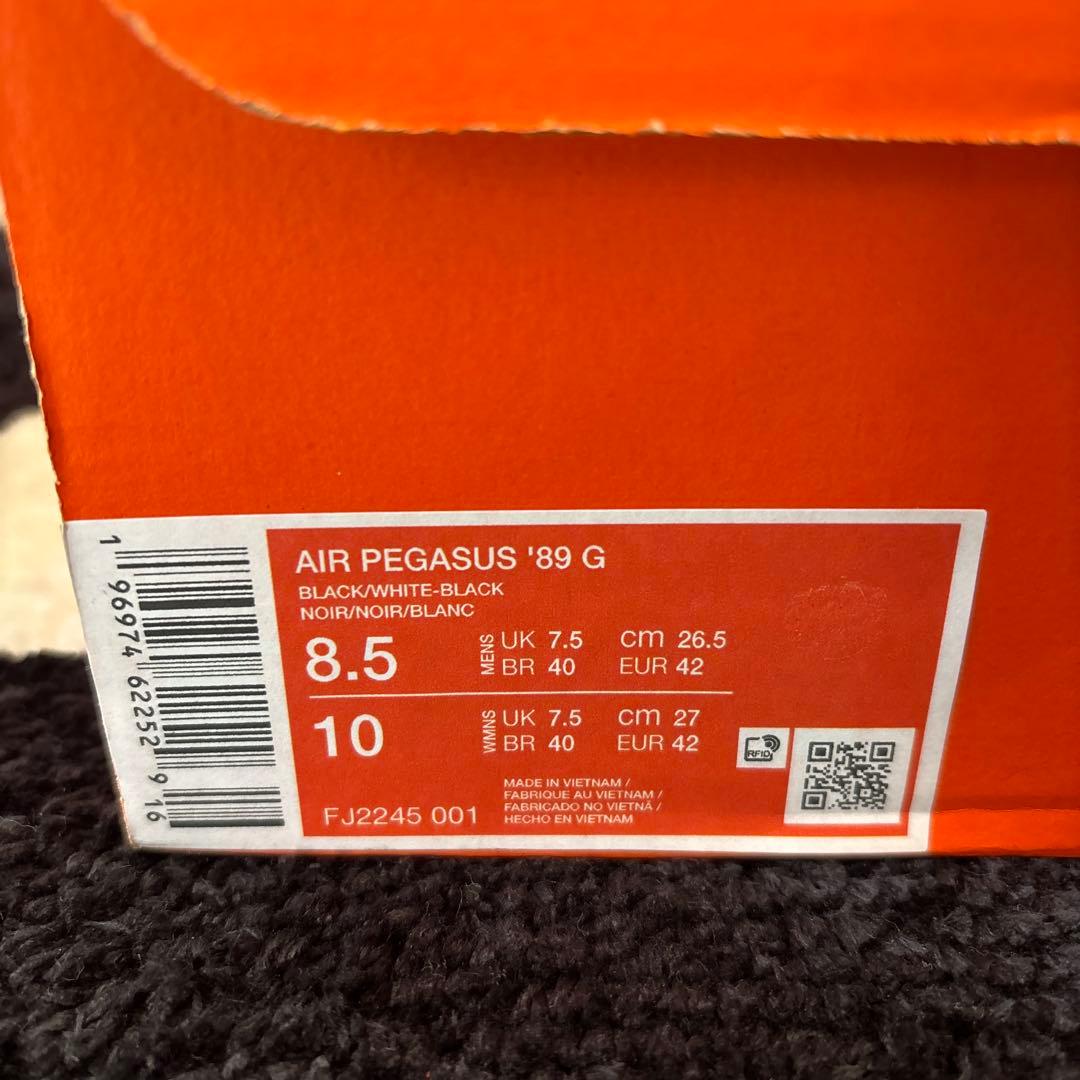 AIR PEGASUS '89 G
BLACK/WHITE-BLACK
NOIR/NOIR/BLANC
8.5 MENS UK 7.5 cm 26.5
BR 40 EUR 42
10 WMNS UK 7.5 cm 27
BR 40 EUR 42
MADE IN VIETNAM /
FABRIQUE AU VIETNAM /
FABRICADO NO VIETNÃ /
HECHO EN VIETNAM
FJ2245 001
RFID
1 96974 62252 9 16